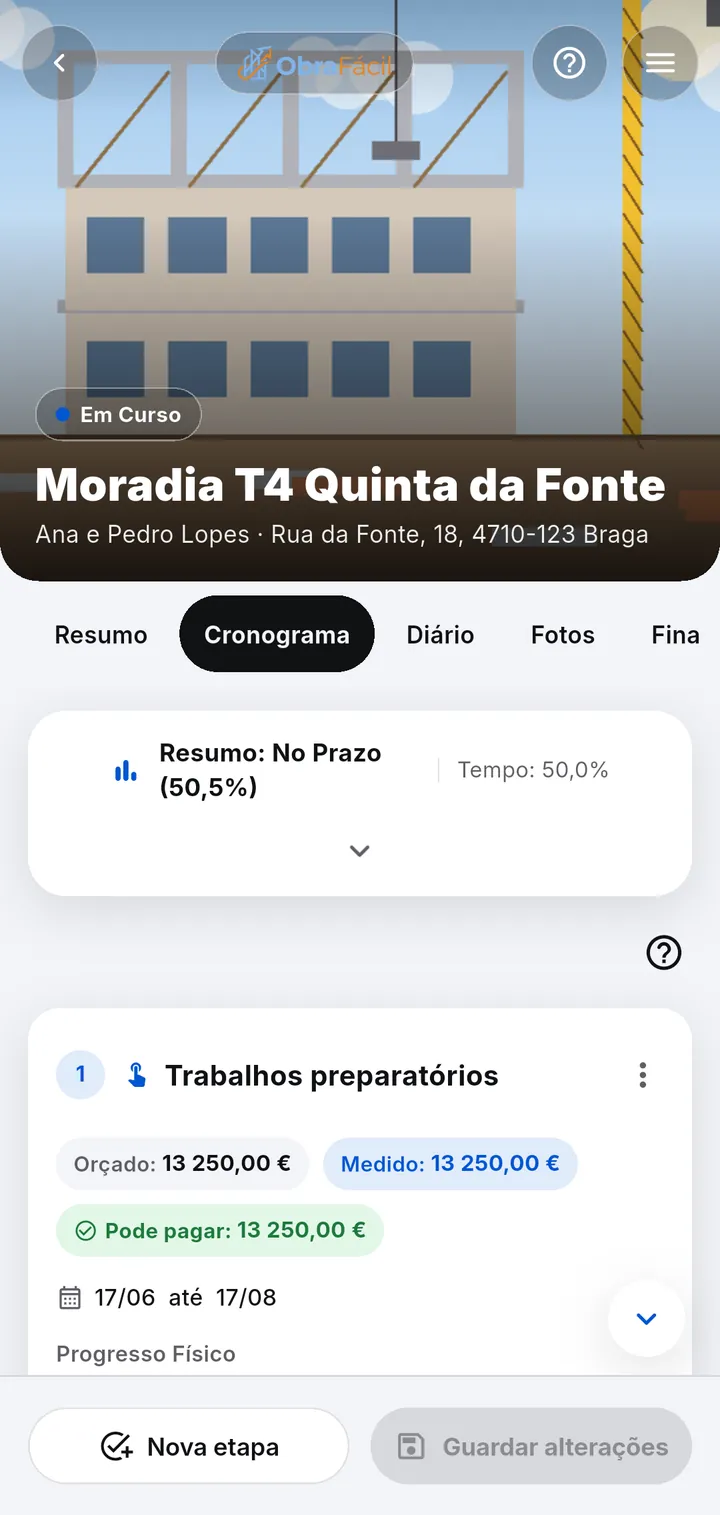 ObraFácil
Em Curso
Moradia T4 Quinta da Fonte
Ana e Pedro Lopes · Rua da Fonte, 18, 4710-123 Braga
Resumo
Cronograma
Diário
Fotos
Fina
Resumo: No Prazo
(50,5%)
Tempo: 50,0%
1
Trabalhos preparatórios
Orçado: 13 250,00 €
Medido: 13 250,00 €
Pode pagar: 13 250,00 €
17/06 até 17/08
Progresso Físico
Nova etapa
Guardar alterações